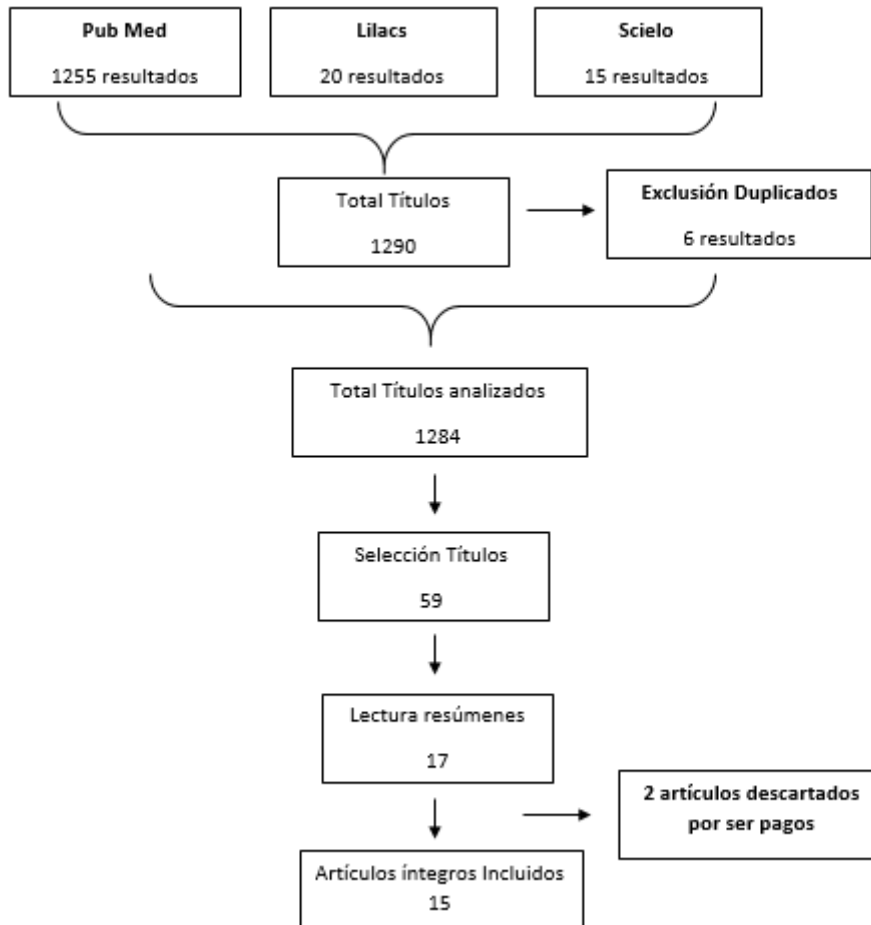 Pub Med
1255 resultados
Lilacs
20 resultados
Scielo
15 resultados
Total Títulos
1290
Exclusión Duplicados
6 resultados
Total Títulos analizados
1284
Selección Títulos
59
Lectura resúmenes
17
2 artículos descartados
por ser pagos
Artículos íntegros Incluidos
15